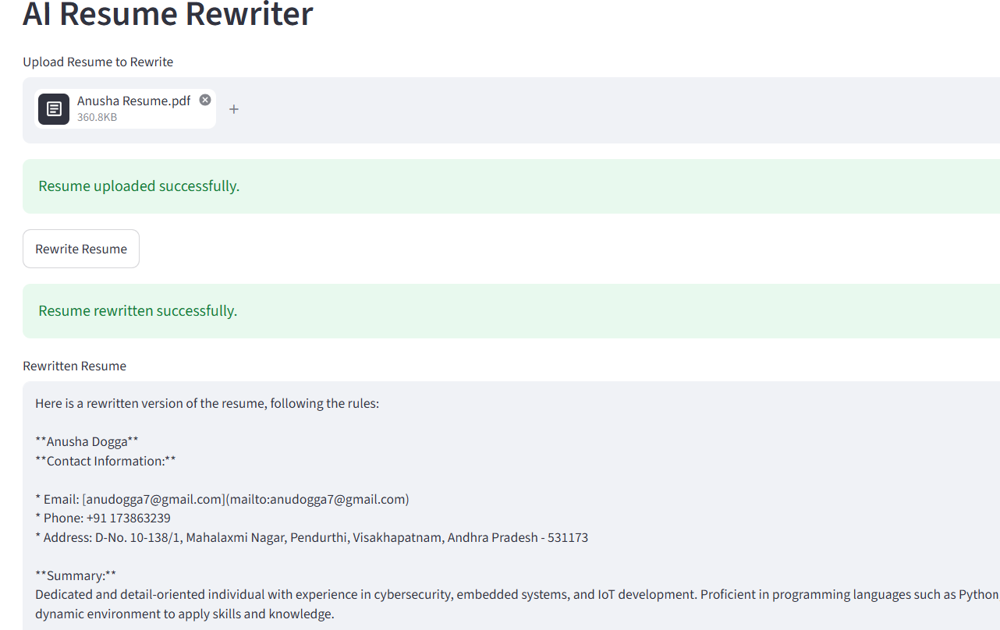 AI Resume Rewriter
Upload Resume to Rewrite
Anusha Resume.pdf
360.8KB
Resume uploaded successfully.
Rewrite Resume
Resume rewritten successfully.
Rewritten Resume
Here is a rewritten version of the resume, following the rules:
**Anusha Dogga**
**Contact Information:**
* Email: [anudogga7@gmail.com](mailto:anudogga7@gmail.com)
* Phone: +91 173863239
* Address: D-No. 10-138/1, Mahalaxmi Nagar, Pendurthi, Visakhapatnam, Andhra Pradesh - 531173
**Summary:**
Dedicated and detail-oriented individual with experience in cybersecurity, embedded systems, and IoT development. Proficient in programming languages such as Python,
dynamic environment to apply skills and knowledge.